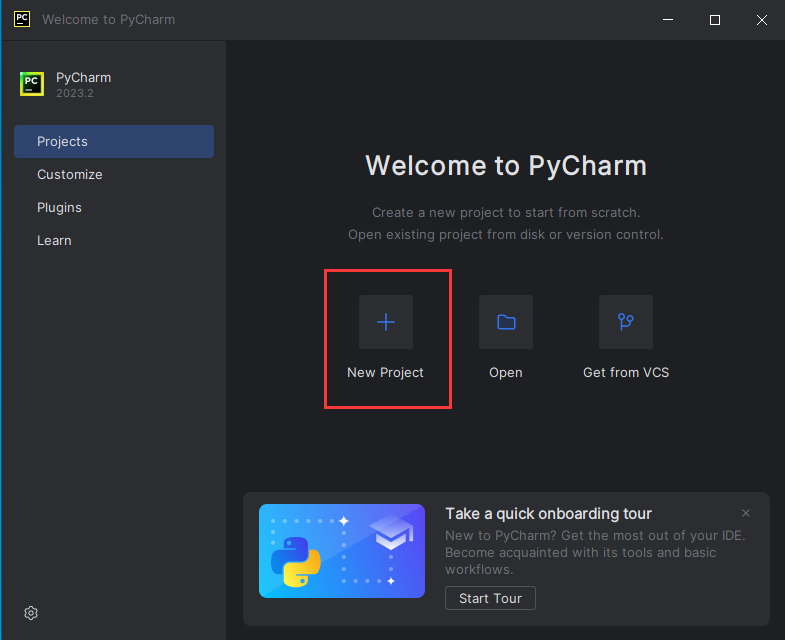 PC
Welcome to PyCharm
PC
PyCharm
2023.2
Projects
Customize
Plugins
Learn
Welcome to PyCharm
Create a new project to start from scratch.
Open existing project from disk or version control.
New Project
Open
Get from VCS
Take a quick onboarding tour
New to PyCharm? Get the most out of your IDE.
Become acquainted with its tools and basic
workflows.
Start Tour